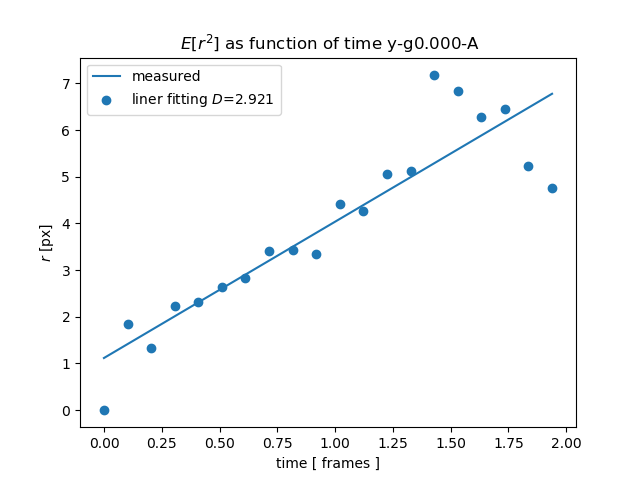 E[r²] as function of time y-g0.000-A
measured
liner fitting D=2.921
7
6
5
4
3
2
1
0
r [px]
0.00 0.25 0.50 0.75 1.00 1.25 1.50 1.75 2.00
time [ frames ]